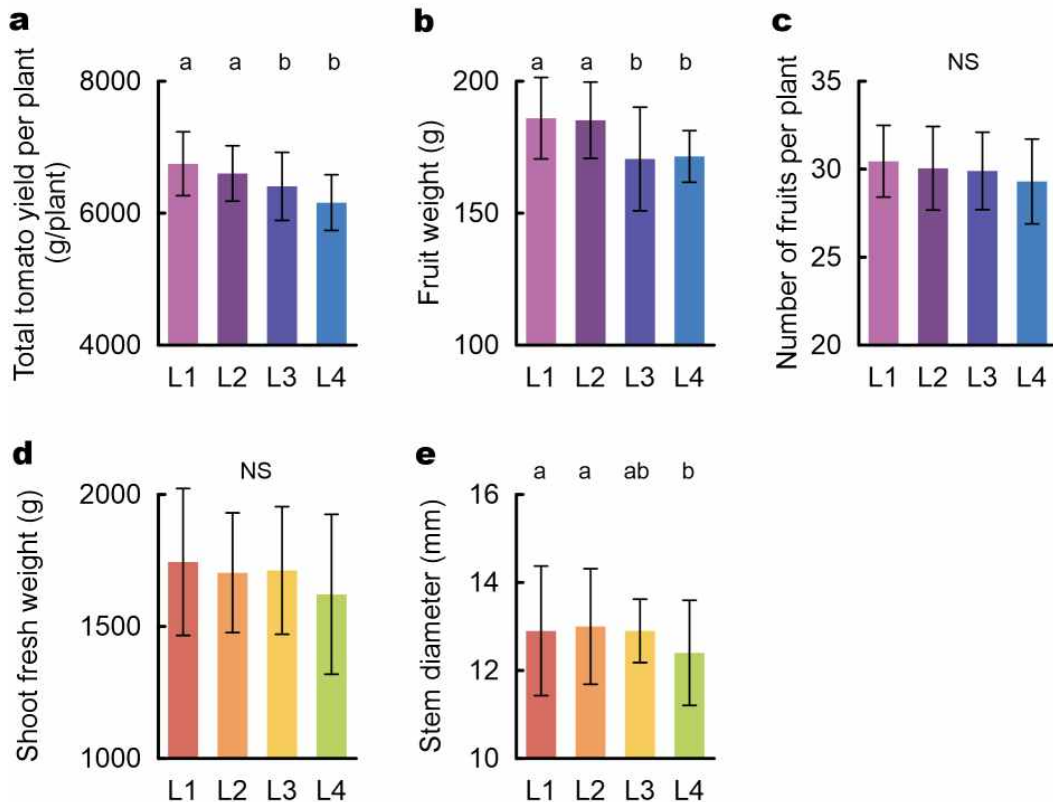 a
Total tomato yield per plant
(g/plant)
a a b b
8000
6000
4000
L1 L2 L3 L4
b
Fruit weight (g)
a a b b
200
150
100
L1 L2 L3 L4
c
Number of fruits per plant
NS
35
30
25
20
L1 L2 L3 L4
d
Shoot fresh weight (g)
NS
2000
1500
1000
L1 L2 L3 L4
e
Stem diameter (mm)
a a ab b
16
14
12
10
L1 L2 L3 L4